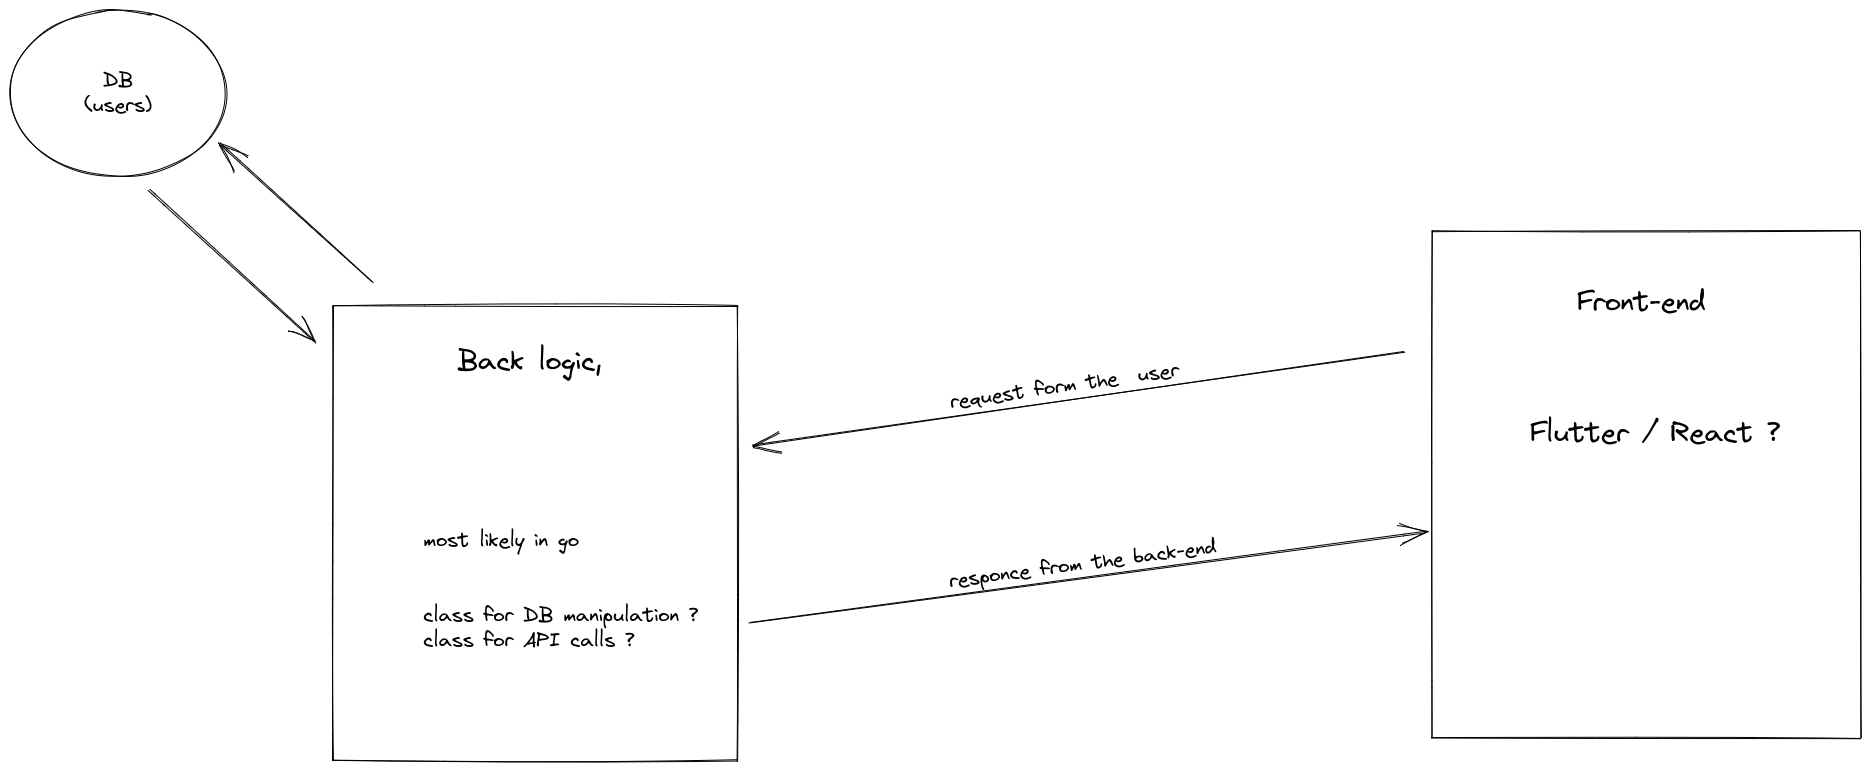 DB
(users)
Back logic,
most likely in go
class for DB manipulation ?
class for API calls ?
request form the user
responce from the back-end
Front-end
Flutter / React ?